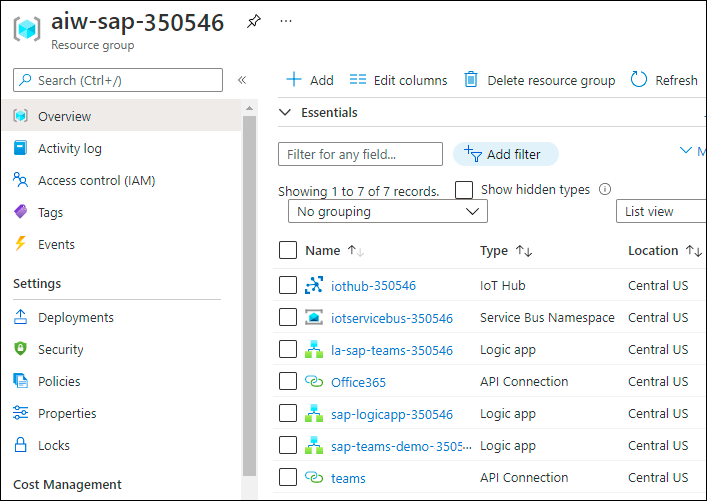 aiw-sap-350546 ...
Resource group
Search (Ctrl+/) «
Overview
Activity log
Access control (IAM)
Tags
Events
Settings
Deployments
Security
Policies
Properties
Locks
Cost Management
Add Edit columns Delete resource group Refresh
Essentials
Filter for any field... Add filter M
Showing 1 to 7 of 7 records. Show hidden types
No grouping List view
Name Type Location
iothub-350546 IoT Hub Central US
iotservicebus-350546 Service Bus Namespace Central US
la-sap-teams-350546 Logic app Central US
Office365 API Connection Central US
sap-logicapp-350546 Logic app Central US
sap-teams-demo-3505... Logic app Central US
teams API Connection Central US